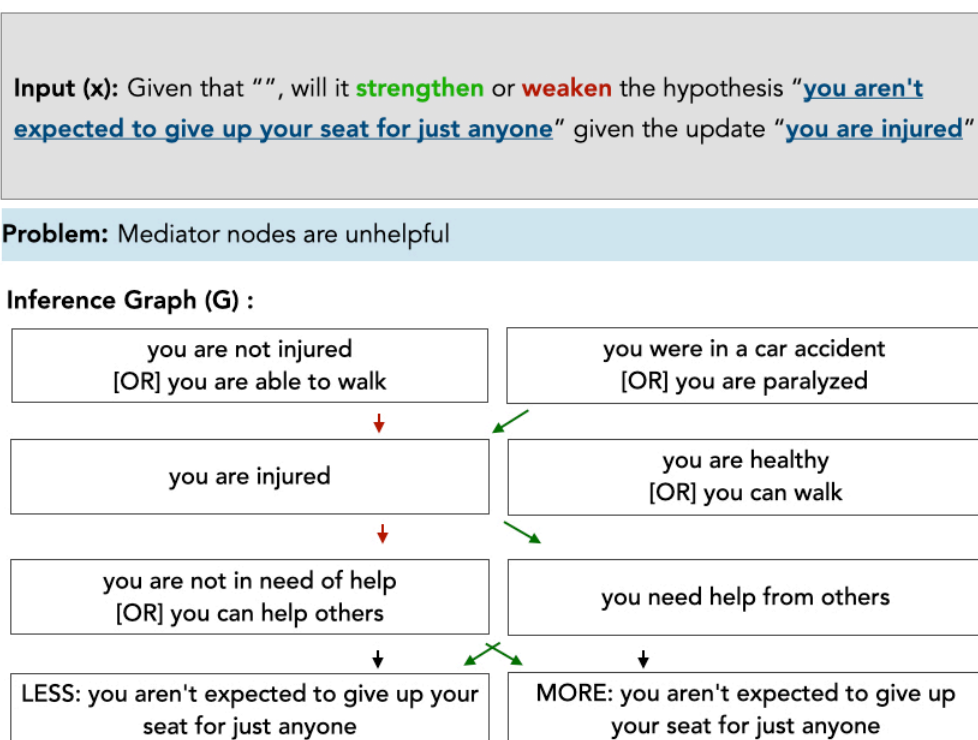 Input (x): Given that “”, will it strengthen or weaken the hypothesis “you aren't
expected to give up your seat for just anyone” given the update “you are injured”
Problem: Mediator nodes are unhelpful
Inference Graph (G) :
you are not injured
[OR] you are able to walk
you were in a car accident
[OR] you are paralyzed
you are injured
you are healthy
[OR] you can walk
you are not in need of help
[OR] you can help others
you need help from others
LESS: you aren't expected to give up your
seat for just anyone
MORE: you aren't expected to give up
your seat for just anyone